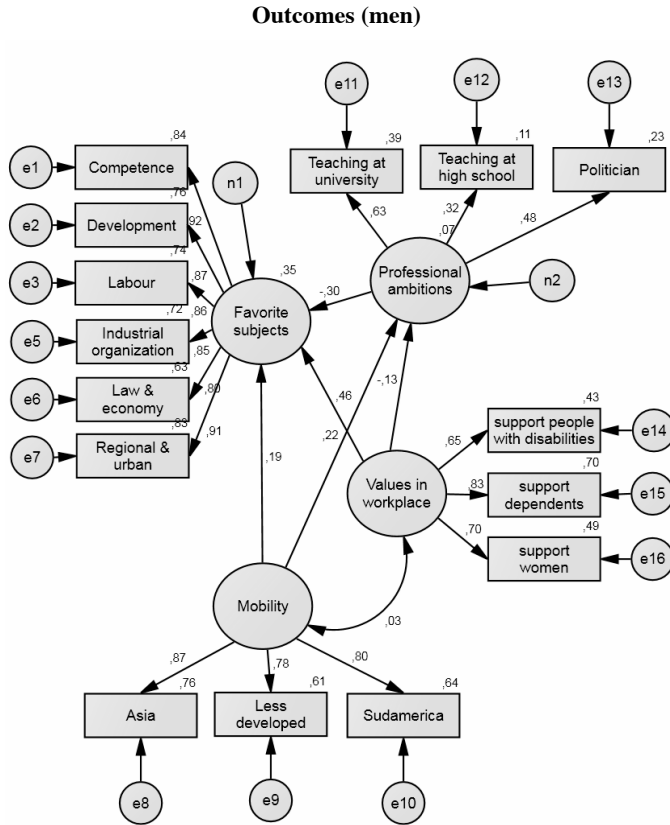 Outcomes (men)
e11
e12
e13
,39
,11
,23
Teaching at
university
Teaching at
high school
Politician
,84
e1
Competence
n1
,76
,92
,63
,32
,48
e2
Development
,07
,74
,87
,35
-,30
Professional
ambitions
n2
e3
Labour
,72
,86
Favorite
subjects
e5
Industrial
organization
,85
,63
,80
e6
Law &
economy
,46
-,13
,83
,91
e7
Regional &
urban
,22
,19
,43
,65
support people
with disabilities
e14
,70
Values in
workplace
,83
support
dependents
e15
,49
,70
support
women
e16
Mobility
,03
,87
,78
,80
,76
,61
,64
Asia
Less
developed
Sudamerica
e8
e9
e10